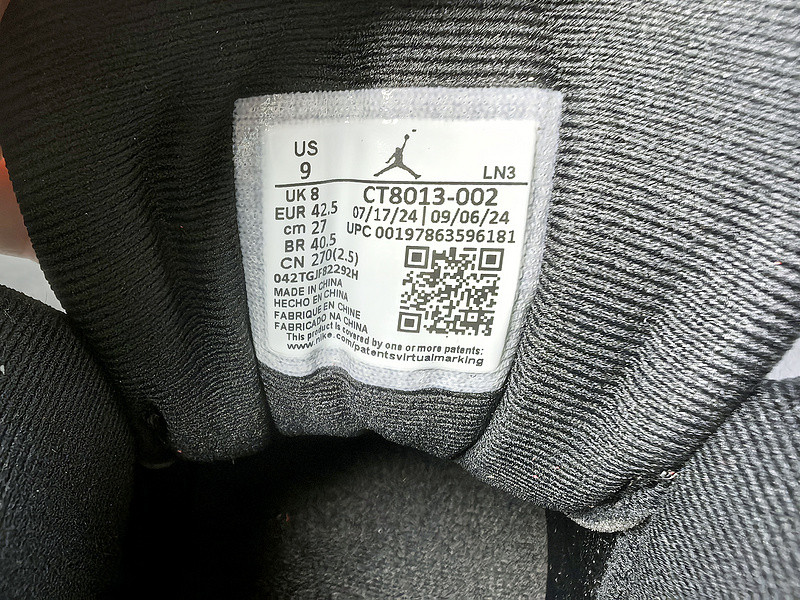 US
9
LN3
UK 8
EUR 42.5
cm 27
BR 40.5
CN 270(2.5)
042TGJF82292H
MADE IN CHINA
HECHO EN CHINA
FABRIQUE EN CHINE
FABRICADO NA CHINA
CT8013-002
07/17/24 | 09/06/24
UPC 00197863596181
This product is covered by one or more patents:
www.nike.com/patentsvirtualmarking